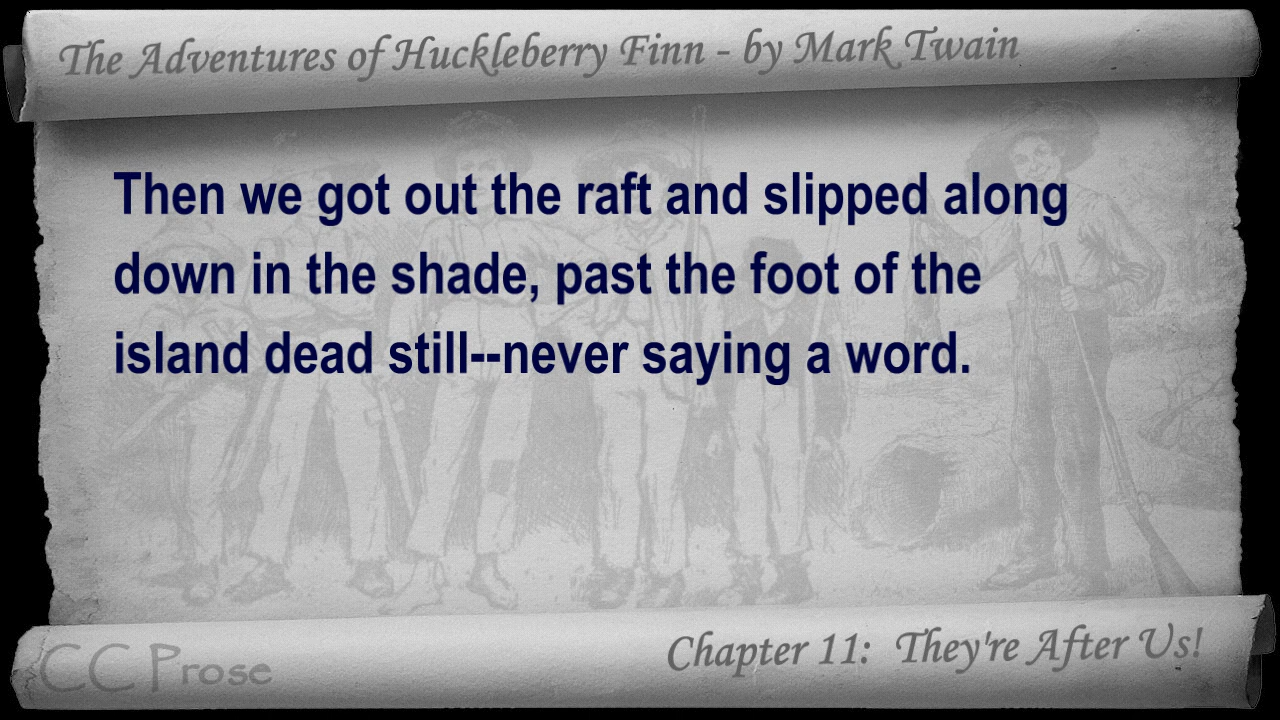 The Adventures of Huckleberry Finn - by Mark Twain
Then we got out the raft and slipped along
down in the shade, past the foot of the
island dead still--never saying a word.
CC Prose
Chapter 11: They're After Us!